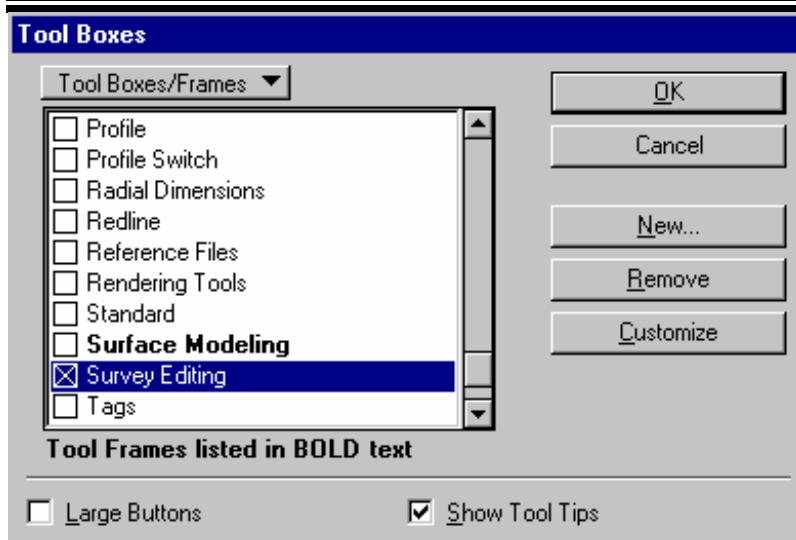 Tool Boxes
Tool Boxes/Frames
OK
Profile
Cancel
Profile Switch
Radial Dimensions
Redline
New...
Reference Files
Rendering Tools
Remove
Standard
Surface Modeling
Customize
Survey Editing
Tags
Tool Frames listed in BOLD text
Large Buttons
Show Tool Tips